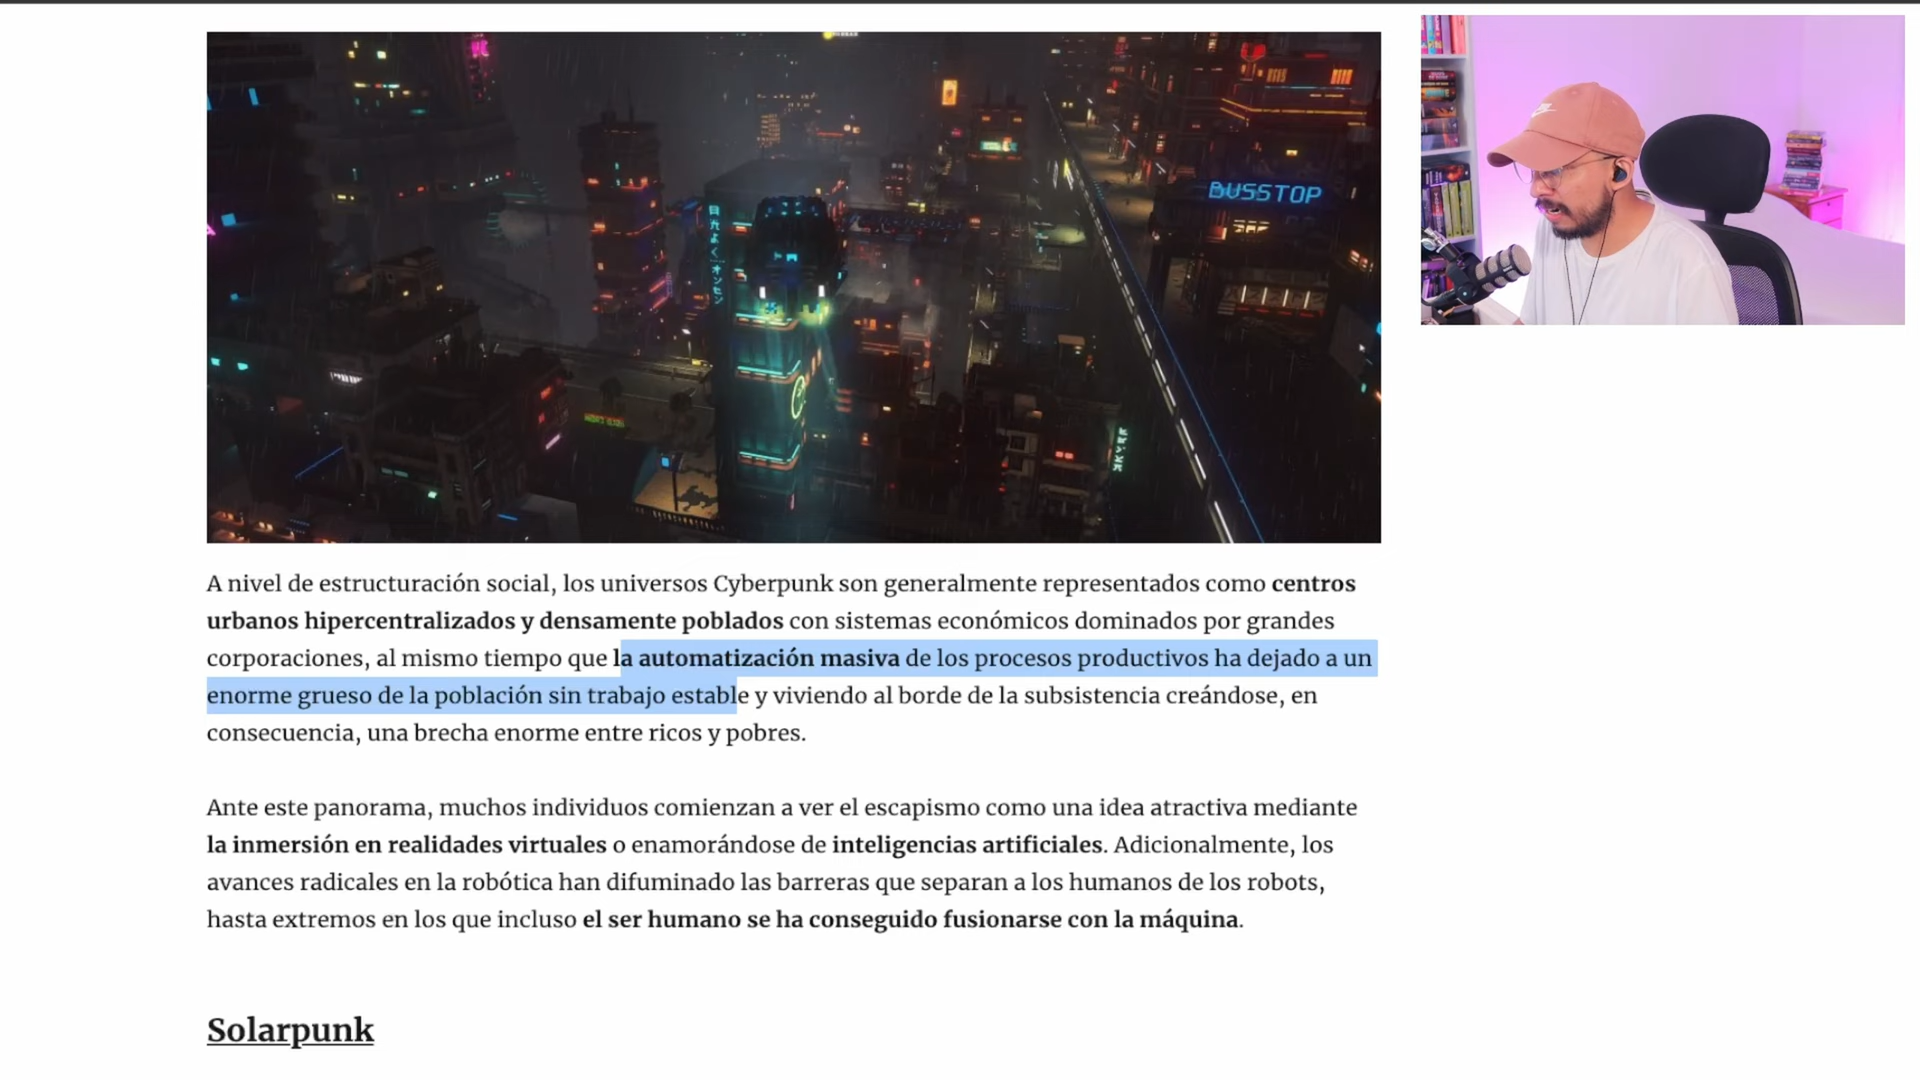 BUSSTOP
A nivel de estructuración social, los universos Cyberpunk son generalmente representados como centros
urbanos hipercentralizados y densamente poblados con sistemas económicos dominados por grandes
corporaciones, al mismo tiempo que la automatización masiva de los procesos productivos ha dejado a un
enorme grueso de la población sin trabajo estable y viviendo al borde de la subsistencia creándose, en
consecuencia, una brecha enorme entre ricos y pobres.
Ante este panorama, muchos individuos comienzan a ver el escapismo como una idea atractiva mediante
la inmersión en realidades virtuales o enamorándose de inteligencias artificiales. Adicionalmente, los
avances radicales en la robótica han difuminado las barreras que separan a los humanos de los robots,
hasta extremos en los que incluso el ser humano se ha conseguido fusionarse con la máquina.
Solarpunk